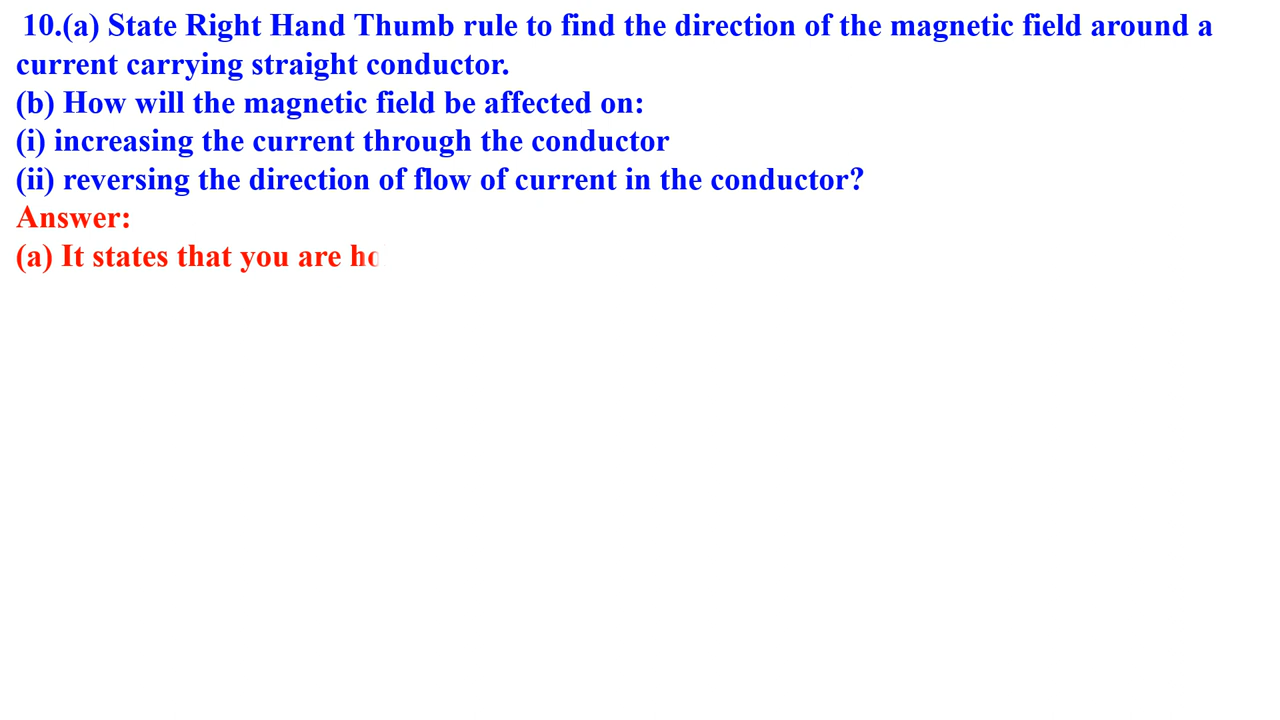 10.(a) State Right Hand Thumb rule to find the direction of the magnetic field around a
current carrying straight conductor.
(b) How will the magnetic field be affected on:
(i) increasing the current through the conductor
(ii) reversing the direction of flow of current in the conductor?
Answer:
(a) It states that you are